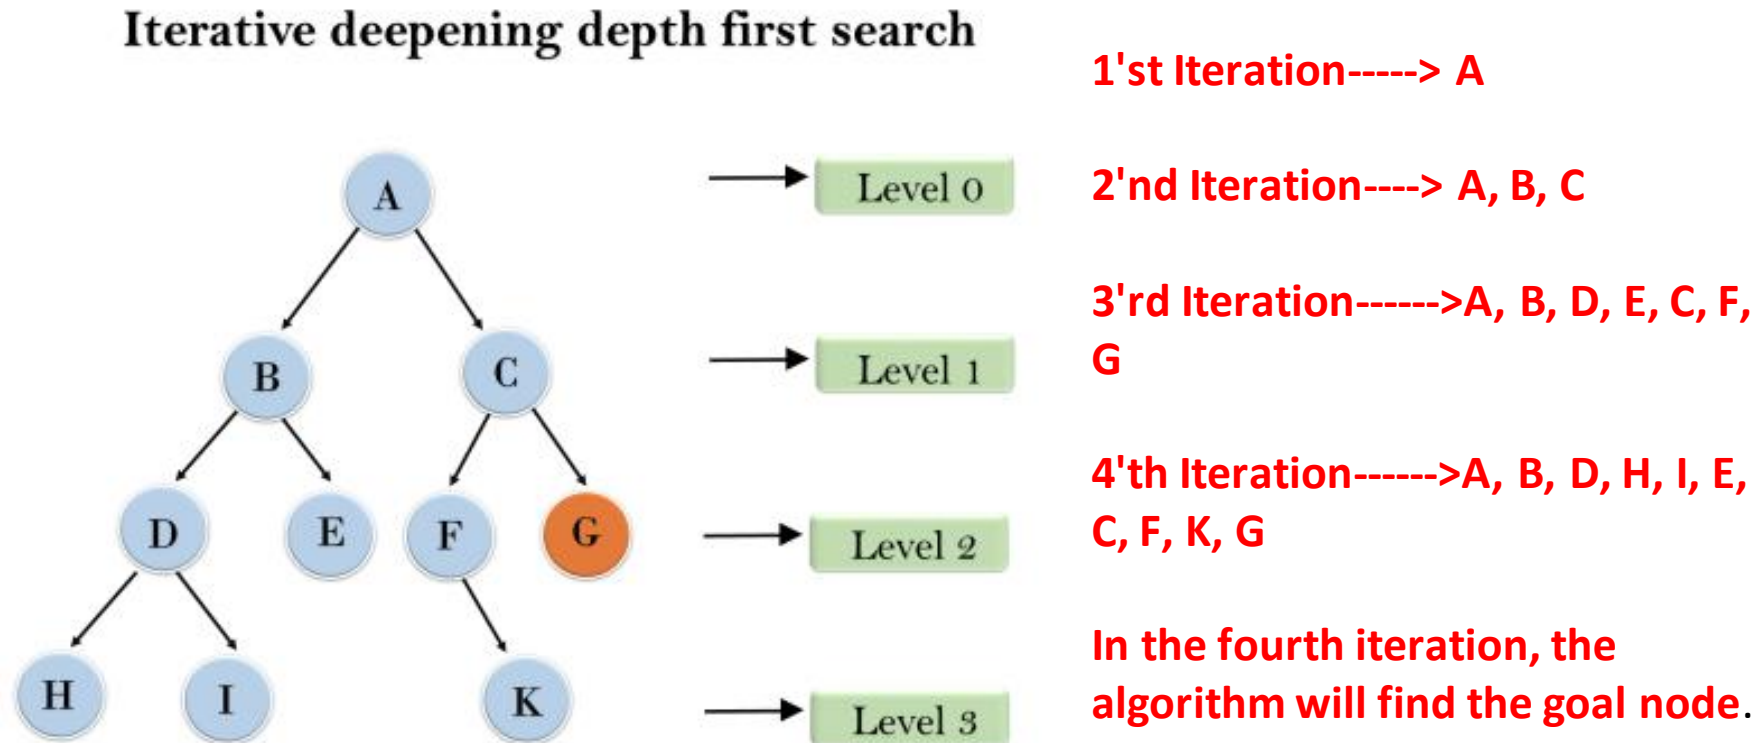 Iterative deepening depth first search
A
Level 0
B
C
Level 1
D
E
F
G
Level 2
H
I
K
Level 3
1'st Iteration-----> A
2'nd Iteration----> A, B, C
3'rd Iteration------>A, B, D, E, C, F,
G
4'th Iteration------>A, B, D, H, I, E,
C, F, K, G
In the fourth iteration, the
algorithm will find the goal node.